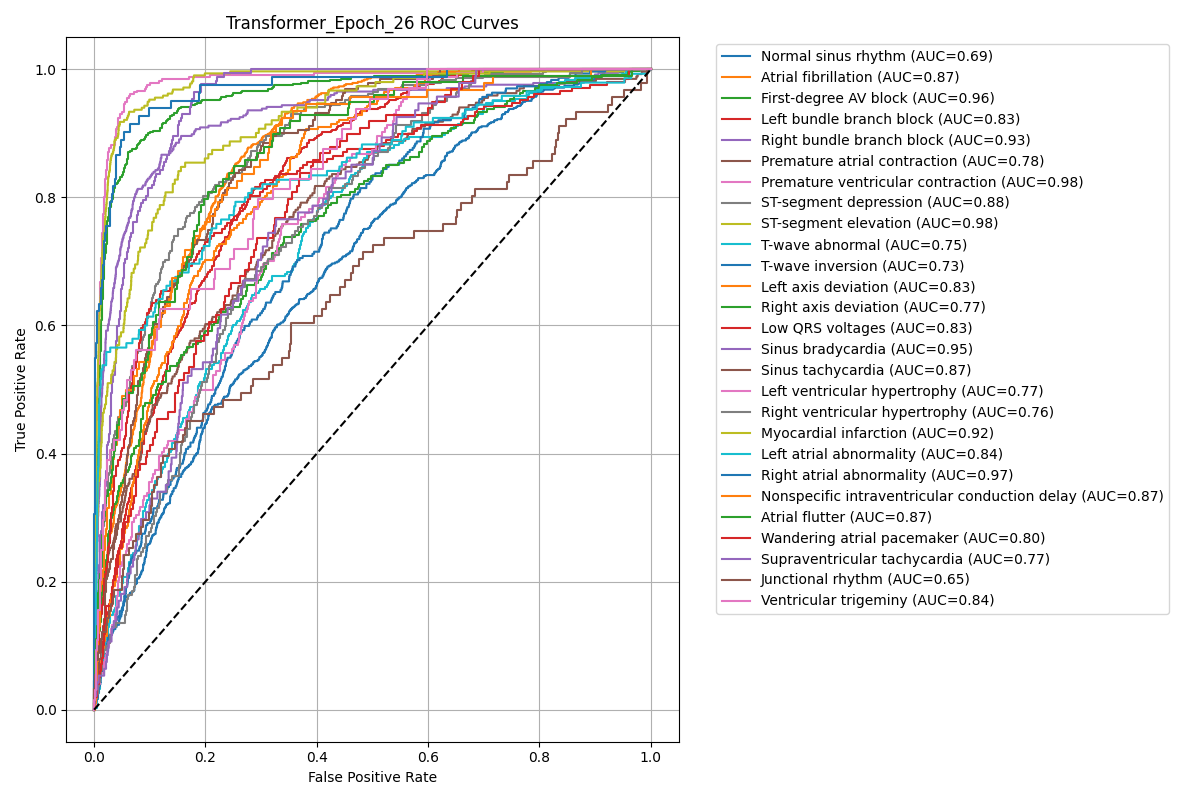 Transformer_Epoch_26 ROC Curves
True Positive Rate
1.0
0.8
0.6
0.4
0.2
0.0
0.0 0.2 0.4 0.6 0.8 1.0
False Positive Rate
Normal sinus rhythm (AUC=0.69)
Atrial fibrillation (AUC=0.87)
First-degree AV block (AUC=0.96)
Left bundle branch block (AUC=0.83)
Right bundle branch block (AUC=0.93)
Premature atrial contraction (AUC=0.78)
Premature ventricular contraction (AUC=0.98)
ST-segment depression (AUC=0.88)
ST-segment elevation (AUC=0.98)
T-wave abnormal (AUC=0.75)
T-wave inversion (AUC=0.73)
Left axis deviation (AUC=0.83)
Right axis deviation (AUC=0.77)
Low QRS voltages (AUC=0.83)
Sinus bradycardia (AUC=0.95)
Sinus tachycardia (AUC=0.87)
Left ventricular hypertrophy (AUC=0.77)
Right ventricular hypertrophy (AUC=0.76)
Myocardial infarction (AUC=0.92)
Left atrial abnormality (AUC=0.84)
Right atrial abnormality (AUC=0.97)
Nonspecific intraventricular conduction delay (AUC=0.87)
Atrial flutter (AUC=0.87)
Wandering atrial pacemaker (AUC=0.80)
Supraventricular tachycardia (AUC=0.77)
Junctional rhythm (AUC=0.65)
Ventricular trigeminy (AUC=0.84)